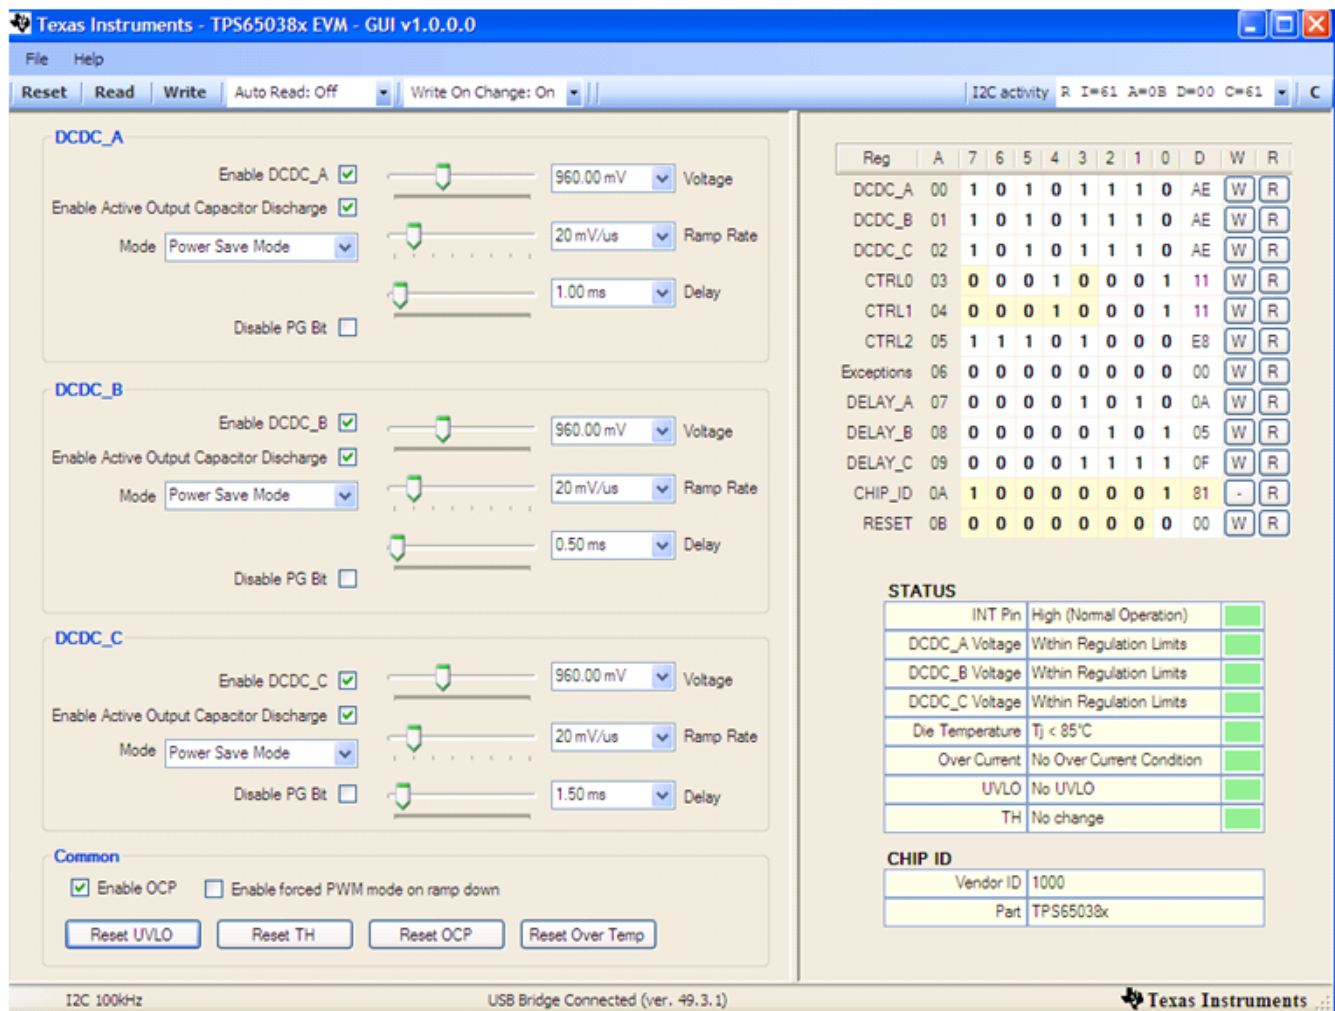 Texas Instruments - TPS65038x EVM - GUI v1.0.0.0
File Help
Reset Read Write Auto Read: Off Write On Change: On I2C activity R I=61 A=0B D=00 C=61 C
DCDC_A
Enable DCDC_A 960.00 mV Voltage
Enable Active Output Capacitor Discharge
Mode Power Save Mode 20 mV/us Ramp Rate
1.00 ms Delay
Disable PG Bit
DCDC_B
Enable DCDC_B 960.00 mV Voltage
Enable Active Output Capacitor Discharge
Mode Power Save Mode 20 mV/us Ramp Rate
0.50 ms Delay
Disable PG Bit
DCDC_C
Enable DCDC_C 960.00 mV Voltage
Enable Active Output Capacitor Discharge
Mode Power Save Mode 20 mV/us Ramp Rate
Disable PG Bit 1.50 ms Delay
Common
Enable OCP Enable forced PWM mode on ramp down
Reset UVLO Reset TH Reset OCP Reset Over Temp
Reg A 7 6 5 4 3 2 1 0 D W R
DCDC_A 00 1 0 1 0 1 1 1 0 AE W R
DCDC_B 01 1 0 1 0 1 1 1 0 AE W R
DCDC_C 02 1 0 1 0 1 1 1 0 AE W R
CTRL0 03 0 0 0 1 0 0 0 1 11 W R
CTRL1 04 0 0 0 1 0 0 0 1 11 W R
CTRL2 05 1 1 1 0 1 0 0 0 E8 W R
Exceptions 06 0 0 0 0 0 0 0 0 00 W R
DELAY_A 07 0 0 0 0 1 0 1 0 0A W R
DELAY_B 08 0 0 0 0 0 1 0 1 05 W R
DELAY_C 09 0 0 0 0 1 1 1 1 0F W R
CHIP_ID 0A 1 0 0 0 0 0 0 1 81 - R
RESET 0B 0 0 0 0 0 0 0 0 00 W R
STATUS
INT Pin High (Normal Operation)
DCDC_A Voltage Within Regulation Limits
DCDC_B Voltage Within Regulation Limits
DCDC_C Voltage Within Regulation Limits
Die Temperature Tj < 85°C
Over Current No Over Current Condition
UVLO No UVLO
TH No change
CHIP ID
Vendor ID 1000
Part TPS65038x
I2C 100kHz USB Bridge Connected (ver. 49.3.1) Texas Instruments